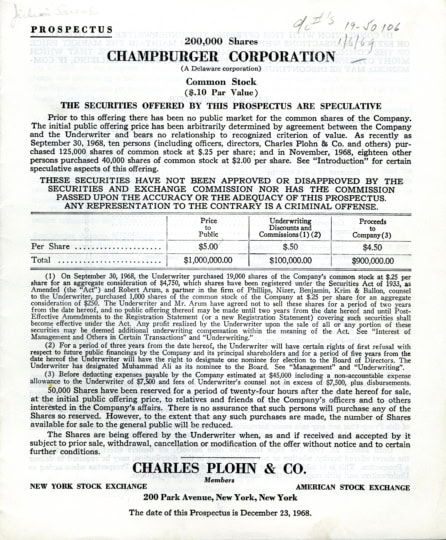 PROSPECTUS
19-50106
1/6/69
200,000 Shares
CHAMPBURGER CORPORATION
(A Delaware corporation)
Common Stock
($.10 Par Value)
THE SECURITIES OFFERED BY THIS PROSPECTUS ARE SPECULATIVE
Prior to this offering there has been no public market for the common shares of the Company.
The initial public offering price has been arbitrarily determined by agreement between the Company
and the Underwriter and bears no relationship to recognized criterion of value. As recently as
September 30, 1968, ten persons (including officers, directors, Charles Plohn & Co. and others) pur-
chased 125,000 shares of common stock at $.25 per share; and in November, 1968, eighteen other
persons purchased 40,000 shares of common stock at $2.00 per share. See "Introduction" for certain
speculative aspects of this offering.
THESE SECURITIES HAVE NOT BEEN APPROVED OR DISAPPROVED BY THE
SECURITIES AND EXCHANGE COMMISSION NOR HAS THE COMMISSION
PASSED UPON THE ACCURACY OR THE ADEQUACY OF THIS PROSPECTUS.
ANY REPRESENTATION TO THE CONTRARY IS A CRIMINAL OFFENSE.
Price to Public Underwriting Discounts and Commissions(1) (2) Proceeds to Company(3)
Per Share ..................... $5.00 $.50 $4.50
Total ......................... $1,000,000.00 $100,000.00 $900,000.00
(1) On September 30, 1968, the Underwriter purchased 19,000 shares of the Company's common stock at $.25 per
share for an aggregate consideration of $4,750, which shares have been registered under the Securities Act of 1933, as
Amended (the "Act") and Robert Arum, a partner in the firm of Phillips, Nizer, Benjamin, Krim & Ballon, counsel
to the Underwriter, purchased 1,000 shares of common stock of the Company at $.25 per share for an aggregate
consideration of $250. The Underwriter and Mr. Arum have agreed not to sell these shares for a period of two years
from the date hereof, and no public offering thereof may be made until two years from the date hereof and until Post-
Effective Amendments to the Registration Statement (or a new Registration Statement) covering such securities shall
become effective under the Act. Any profit realized by the Underwriter upon the sale of all or any portion of these
securities may be deemed additional underwriting compensation within the meaning of the Act. See "Interest of
Management and Others in Certain Transactions" and "Underwriting."
(2) For a period of three years from the date hereof, the Underwriter will have certain rights of first refusal with
respect to future public financings by the Company and its principal shareholders and for a period of five years from the
date hereof the Underwriter will have the right to designate one nominee for election to the Board of Directors. The
Underwriter has designated Muhammad Ali as its nominee to the Board. See "Management" and "Underwriting".
(3) Before deducting expenses payable by the Company estimated at $45,000 including a non-accountable expense
allowance to the Underwriter of $7,500 and fees of Underwriter's counsel not in excess of $7,500, plus disbursements.
50,000 Shares have been reserved for a period of twenty-four hours after the date hereof for sale,
at the initial public offering price, to relatives and friends of the Company's officers and to others
interested in the Company's affairs. There is no assurance that such persons will purchase any of the
Shares so reserved. However, to the extent that any such purchases are made, the number of Shares
available for sale to the general public will be reduced.
The Shares are being offered by the Underwriter when, as and if received and accepted by it
subject to prior sale, withdrawal, cancellation or modification of the offer without notice and to certain
further conditions.
CHARLES PLOHN & CO.
Members
NEW YORK STOCK EXCHANGE AMERICAN STOCK EXCHANGE
200 Park Avenue, New York, New York
The date of this Prospectus is December 23, 1968.